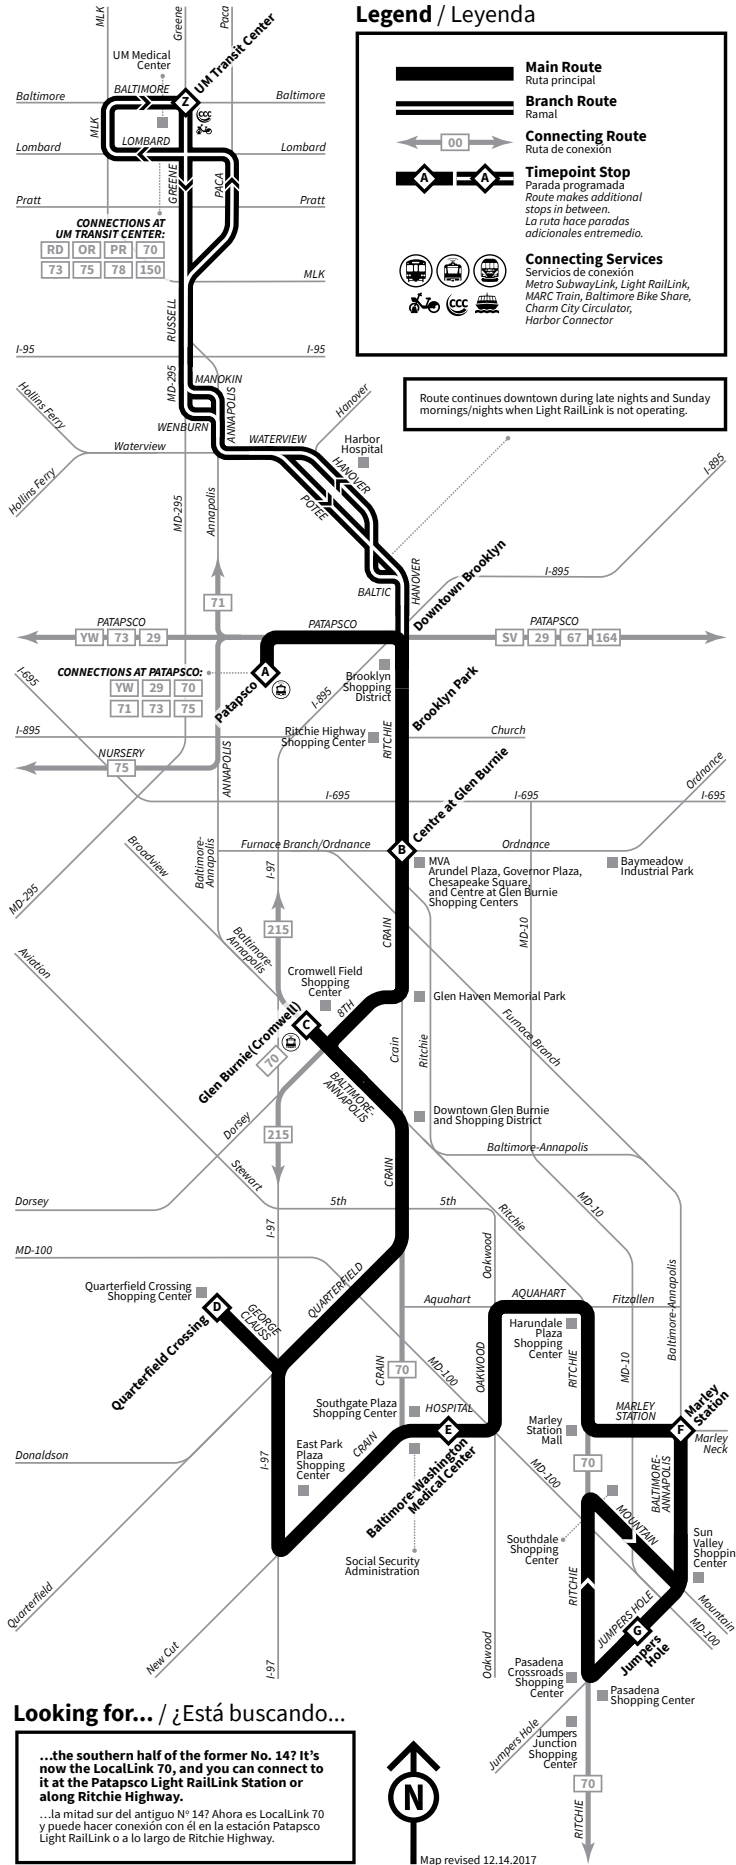 Legend / Leyenda
Main Route
Ruta principal
Branch Route
Ramal
00
Connecting Route
Ruta de conexión
A
A
Timepoint Stop
Parada programada
Route makes additional
stops in between.
La ruta hace paradas
adicionales entremedio.
Connecting Services
Servicios de conexión
Metro SubwayLink, Light RailLink,
MARC Train, Baltimore Bike Share,
Charm City Circulator,
Harbor Connector
CCC
Route continues downtown during late nights and Sunday
mornings/nights when Light RailLink is not operating.
MLK
Greene
Paca
UM Transit Center
UM Medical
Center
Baltimore
BALTIMORE
Z
Baltimore
CCC
MLK
Lombard
LOMBARD
Lombard
GREENE
PACA
Pratt
Pratt
CONNECTIONS AT
UM TRANSIT CENTER:
RD OR PR 70
73 75 78 150
MLK
RUSSELL
I-95
I-95
MD-295
MANOKIN
ANNAPOLIS
Hollins Ferry
Hanover
WENBURN
Waterview
WATERVIEW
Harbor
Hospital
Hollins Ferry
MD-295
Annapolis
HANOVER
POTEE
I-895
I-895
BALTIC
HANOVER
Downtown Brooklyn
71
PATAPSCO
PATAPSCO
PATAPSCO
YW 73 29
SV 29 67 164
CONNECTIONS AT PATAPSCO:
YW 29 70
71 73 75
A
Patapsco
I-695
I-895
Brooklyn
Shopping
District
Brooklyn Park
I-895
Ritchie Highway
Shopping Center
RITCHIE
Church
NURSERY
75
ANNAPOLIS
Centre at Glen Burnie
Ordnance
I-695
I-695
I-695
Broadview
Baltimore-
Annapolis
Furnace Branch/Ordnance
B
Ordnance
I-97
MVA
Arundel Plaza, Governor Plaza,
Chesapeake Square,
and Centre at Glen Burnie
Shopping Centers
Baymeadow
Industrial Park
MD-295
215
CRAIN
MD-10
Aviation
Baltimore-
Annapolis
Cromwell Field
Shopping
Center
8TH
Glen Haven Memorial Park
C
Glen Burnie(Cromwell)
70
Crain
Ritchie
Furnace Branch
BALTIMORE-
ANNAPOLIS
Dorsey
215
Downtown Glen Burnie
and Shopping District
Baltimore-Annapolis
CRAIN
Stewart
Dorsey
5th
5th
Ritchie
MD-10
I-97
MD-100
Oakwood
Baltimore-Annapolis
Quarterfield Crossing
Shopping Center
QUARTERFIELD
D
GEORGE
CLAUSS
Quarterfield Crossing
Aquahart
AQUAHART
Fitzallen
Harundale
Plaza
Shopping
Center
CRAIN
70
MD-100
OAKWOOD
RITCHIE
MD-10
Southgate Plaza
Shopping Center
HOSPITAL
E
Baltimore-Washington
Medical Center
MARLEY
STATION
Marley
Station
F
Marley
Neck
Marley
Station
Mall
Donaldson
I-97
East Park
Plaza
Shopping
Center
CRAIN
MD-100
70
BALTIMORE-
ANNAPOLIS
Social Security
Administration
Southdale
Shopping
Center
MOUNTAIN
Sun
Valley
Shoppin
Center
RITCHIE
JUMPERS HOLE
Mountain
MD-100
G
Jumpers
Hole
Quarterfield
New Cut
I-97
Oakwood
Pasadena
Crossroads
Shopping
Center
Pasadena
Shopping Center
Jumpers Hole
Jumpers
Junction
Shopping
Center
70
RITCHIE
Looking for... / ¿Está buscando...
...the southern half of the former No. 14? It's
now the LocalLink 70, and you can connect to
it at the Patapsco Light RailLink Station or
along Ritchie Highway.
...la mitad sur del antiguo Nº 14? Ahora es LocalLink 70
y puede hacer conexión con él en la estación Patapsco
Light RailLink o a lo largo de Ritchie Highway.
N
Map revised 12.14.2017